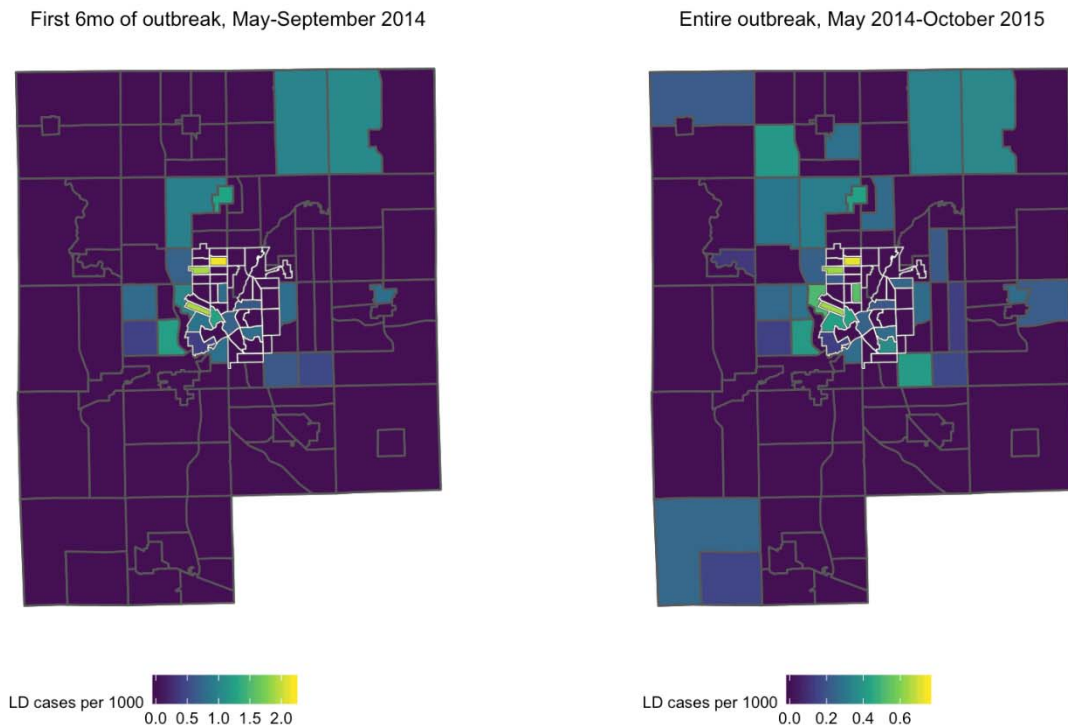 First 6mo of outbreak, May-September 2014
Entire outbreak, May 2014-October 2015
LD cases per 1000
0.0 0.5 1.0 1.5 2.0
LD cases per 1000
0.0 0.2 0.4 0.6